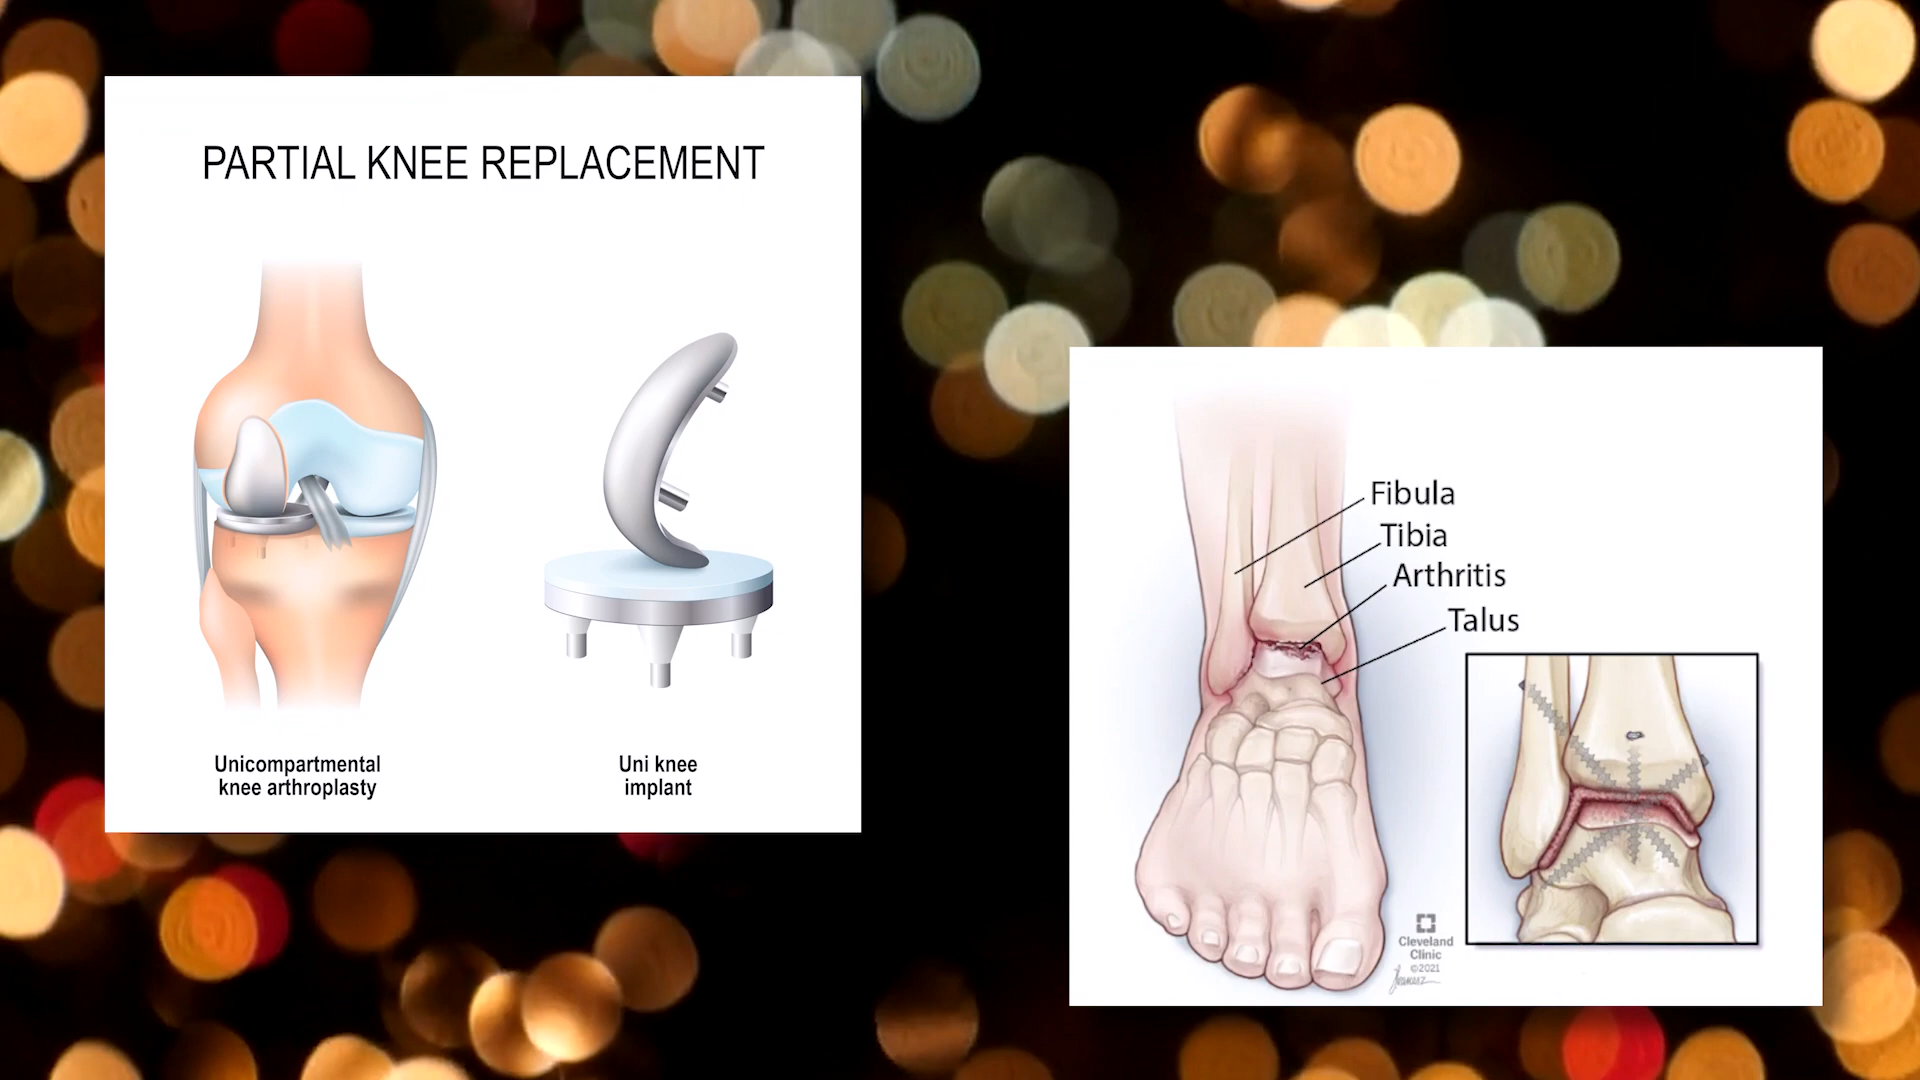 PARTIAL KNEE REPLACEMENT
Unicompartmental
knee arthroplasty
Uni knee
implant
Fibula
Tibia
Arthritis
Talus
Cleveland
Clinic
©2021